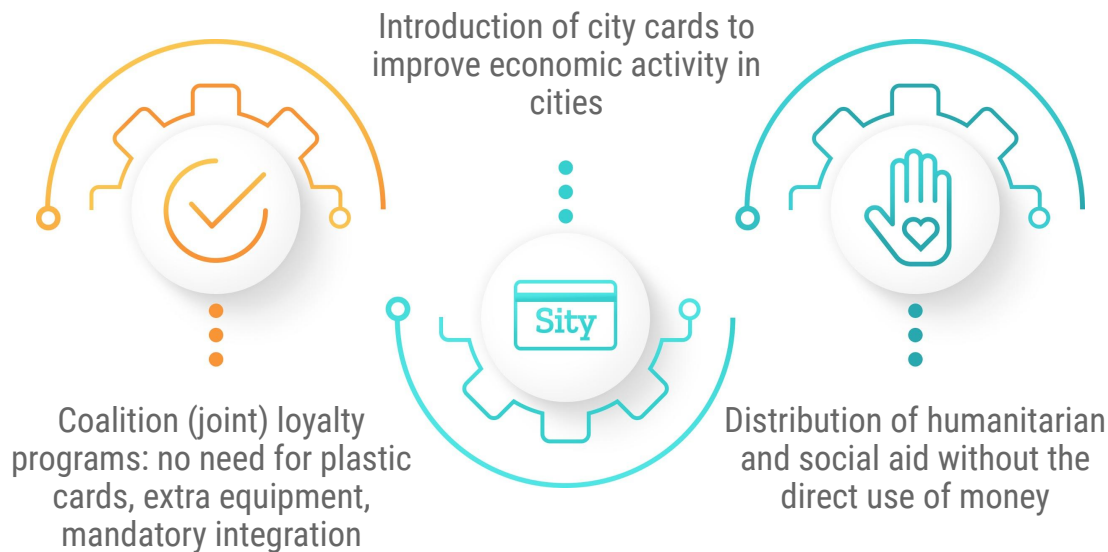 Introduction of city cards to
improve economic activity in
cities
Sity
Coalition (joint) loyalty
programs: no need for plastic
cards, extra equipment,
mandatory integration
Distribution of humanitarian
and social aid without the
direct use of money